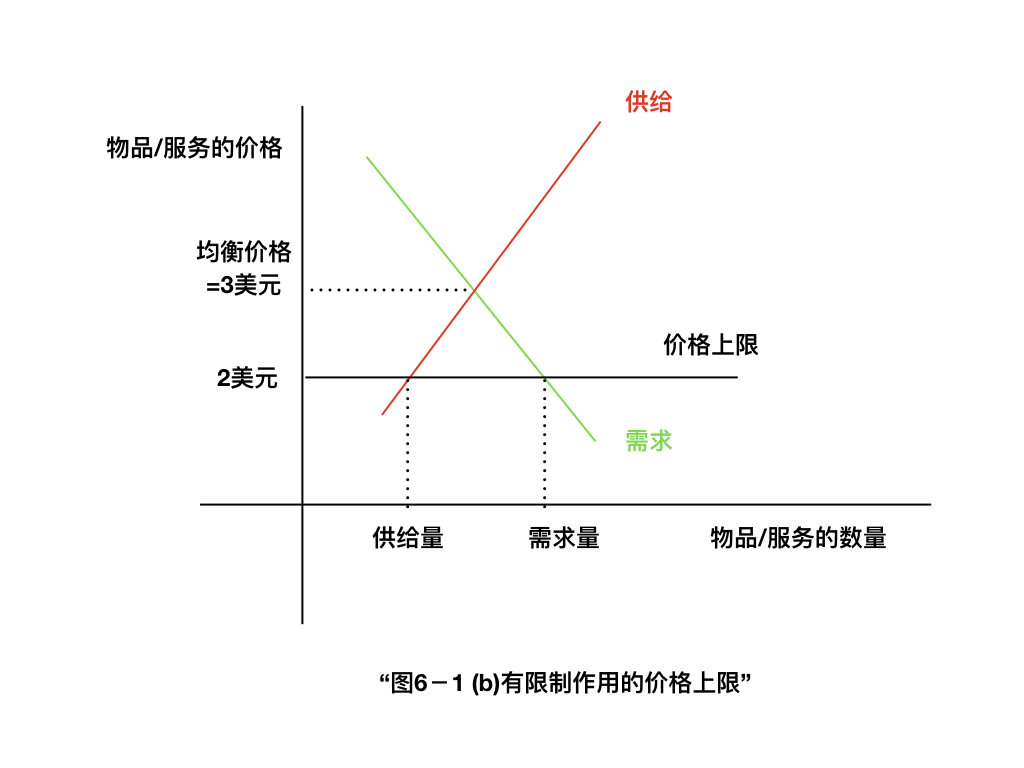 供给
物品/服务的价格
均衡价格
=3美元
价格上限
2美元
需求
供给量
需求量
物品/服务的数量
“图6－1 (b)有限制作用的价格上限”